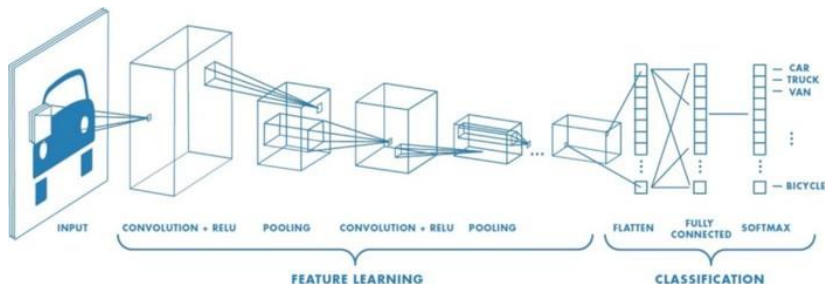 CAR
TRUCK
VAN
BICYCLE
INPUT
CONVOLUTION + RELU
POOLING
CONVOLUTION + RELU
POOLING
FLATTEN
FULLY
CONNECTED
SOFTMAX
FEATURE LEARNING
CLASSIFICATION